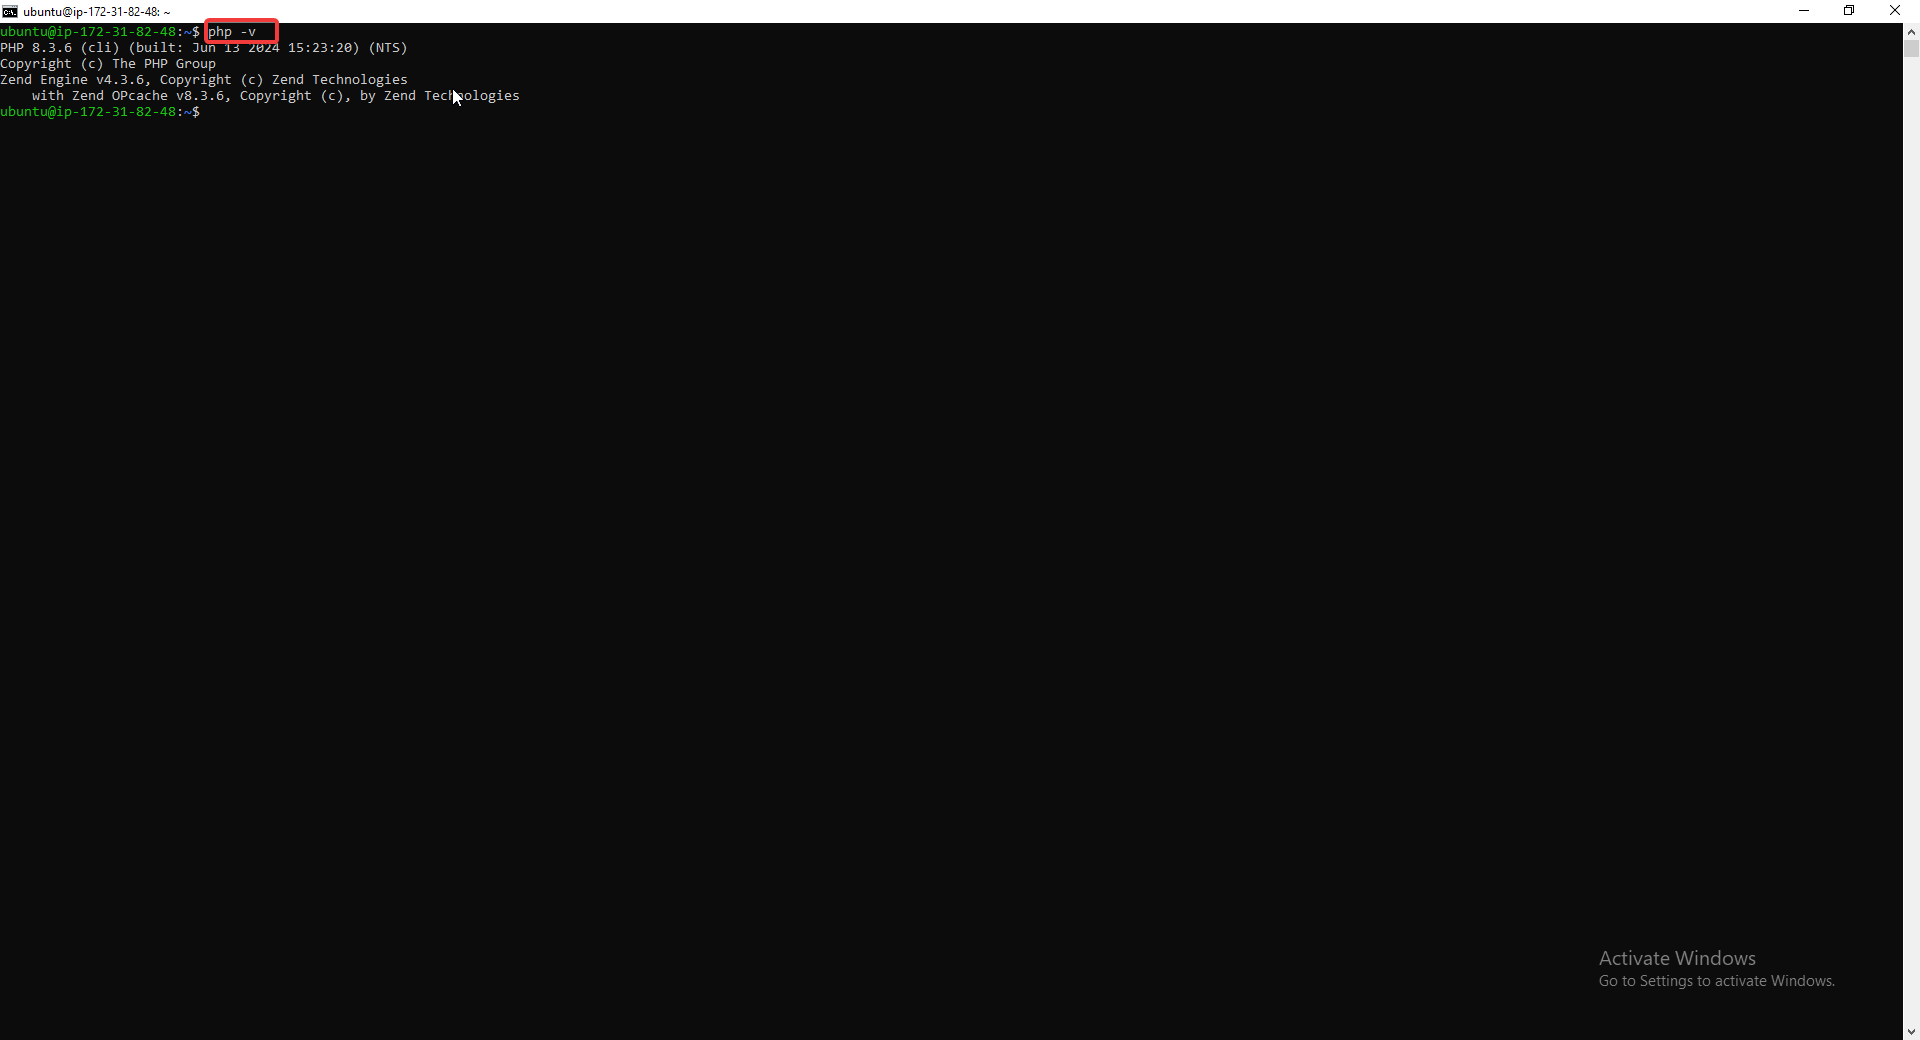 ubuntu@ip-172-31-82-48: ~
ubuntu@ip-172-31-82-48:~$ php -v
PHP 8.3.6 (cli) (built: Jun 13 2024 15:23:20) (NTS)
Copyright (c) The PHP Group
Zend Engine v4.3.6, Copyright (c) Zend Technologies
    with Zend OPcache v8.3.6, Copyright (c), by Zend Technologies
ubuntu@ip-172-31-82-48:~$
Activate Windows
Go to Settings to activate Windows.